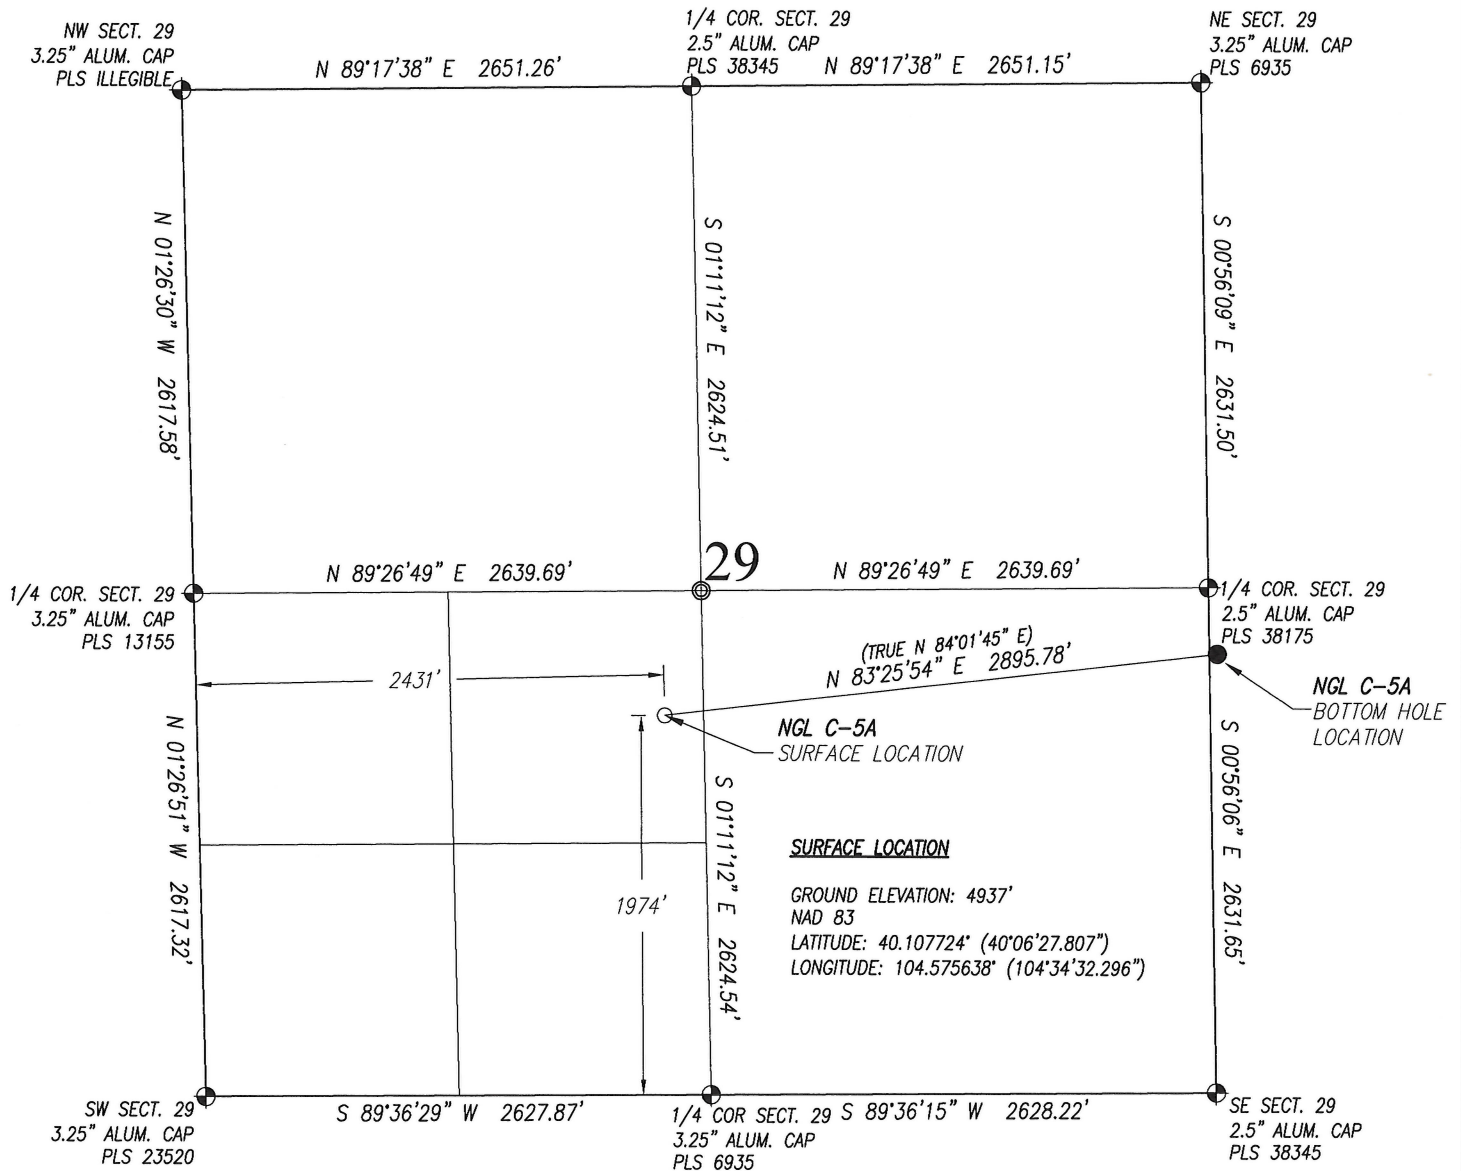 NW SECT. 29
3.25" ALUM. CAP
PLS ILLEGIBLE
1/4 COR. SECT. 29
2.5" ALUM. CAP
PLS 38345
NE SECT. 29
3.25" ALUM. CAP
PLS 6935
N 89°17'38" E 2651.26'
N 89°17'38" E 2651.15'
N 01°26'30" W 2617.58'
S 01°11'12" E 2624.51'
S 00°56'09" E 2631.50'
29
N 89°26'49" E 2639.69'
N 89°26'49" E 2639.69'
1/4 COR. SECT. 29
3.25" ALUM. CAP
PLS 13155
1/4 COR. SECT. 29
2.5" ALUM. CAP
PLS 38175
(TRUE N 84°01'45" E)
N 83°25'54" E 2895.78'
2431'
NGL C-5A
BOTTOM HOLE
LOCATION
NGL C-5A
SURFACE LOCATION
N 01°26'51" W 2617.32'
S 01°11'12" E 2624.54'
S 00°56'06" E 2631.65'
1974'
SURFACE LOCATION
GROUND ELEVATION: 4937'
NAD 83
LATITUDE: 40.107724° (40°06'27.807")
LONGITUDE: 104.575638° (104°34'32.296")
SW SECT. 29
3.25" ALUM. CAP
PLS 23520
S 89°36'29" W 2627.87'
1/4 COR SECT. 29
3.25" ALUM. CAP
PLS 6935
S 89°36'15" W 2628.22'
SE SECT. 29
2.5" ALUM. CAP
PLS 38345